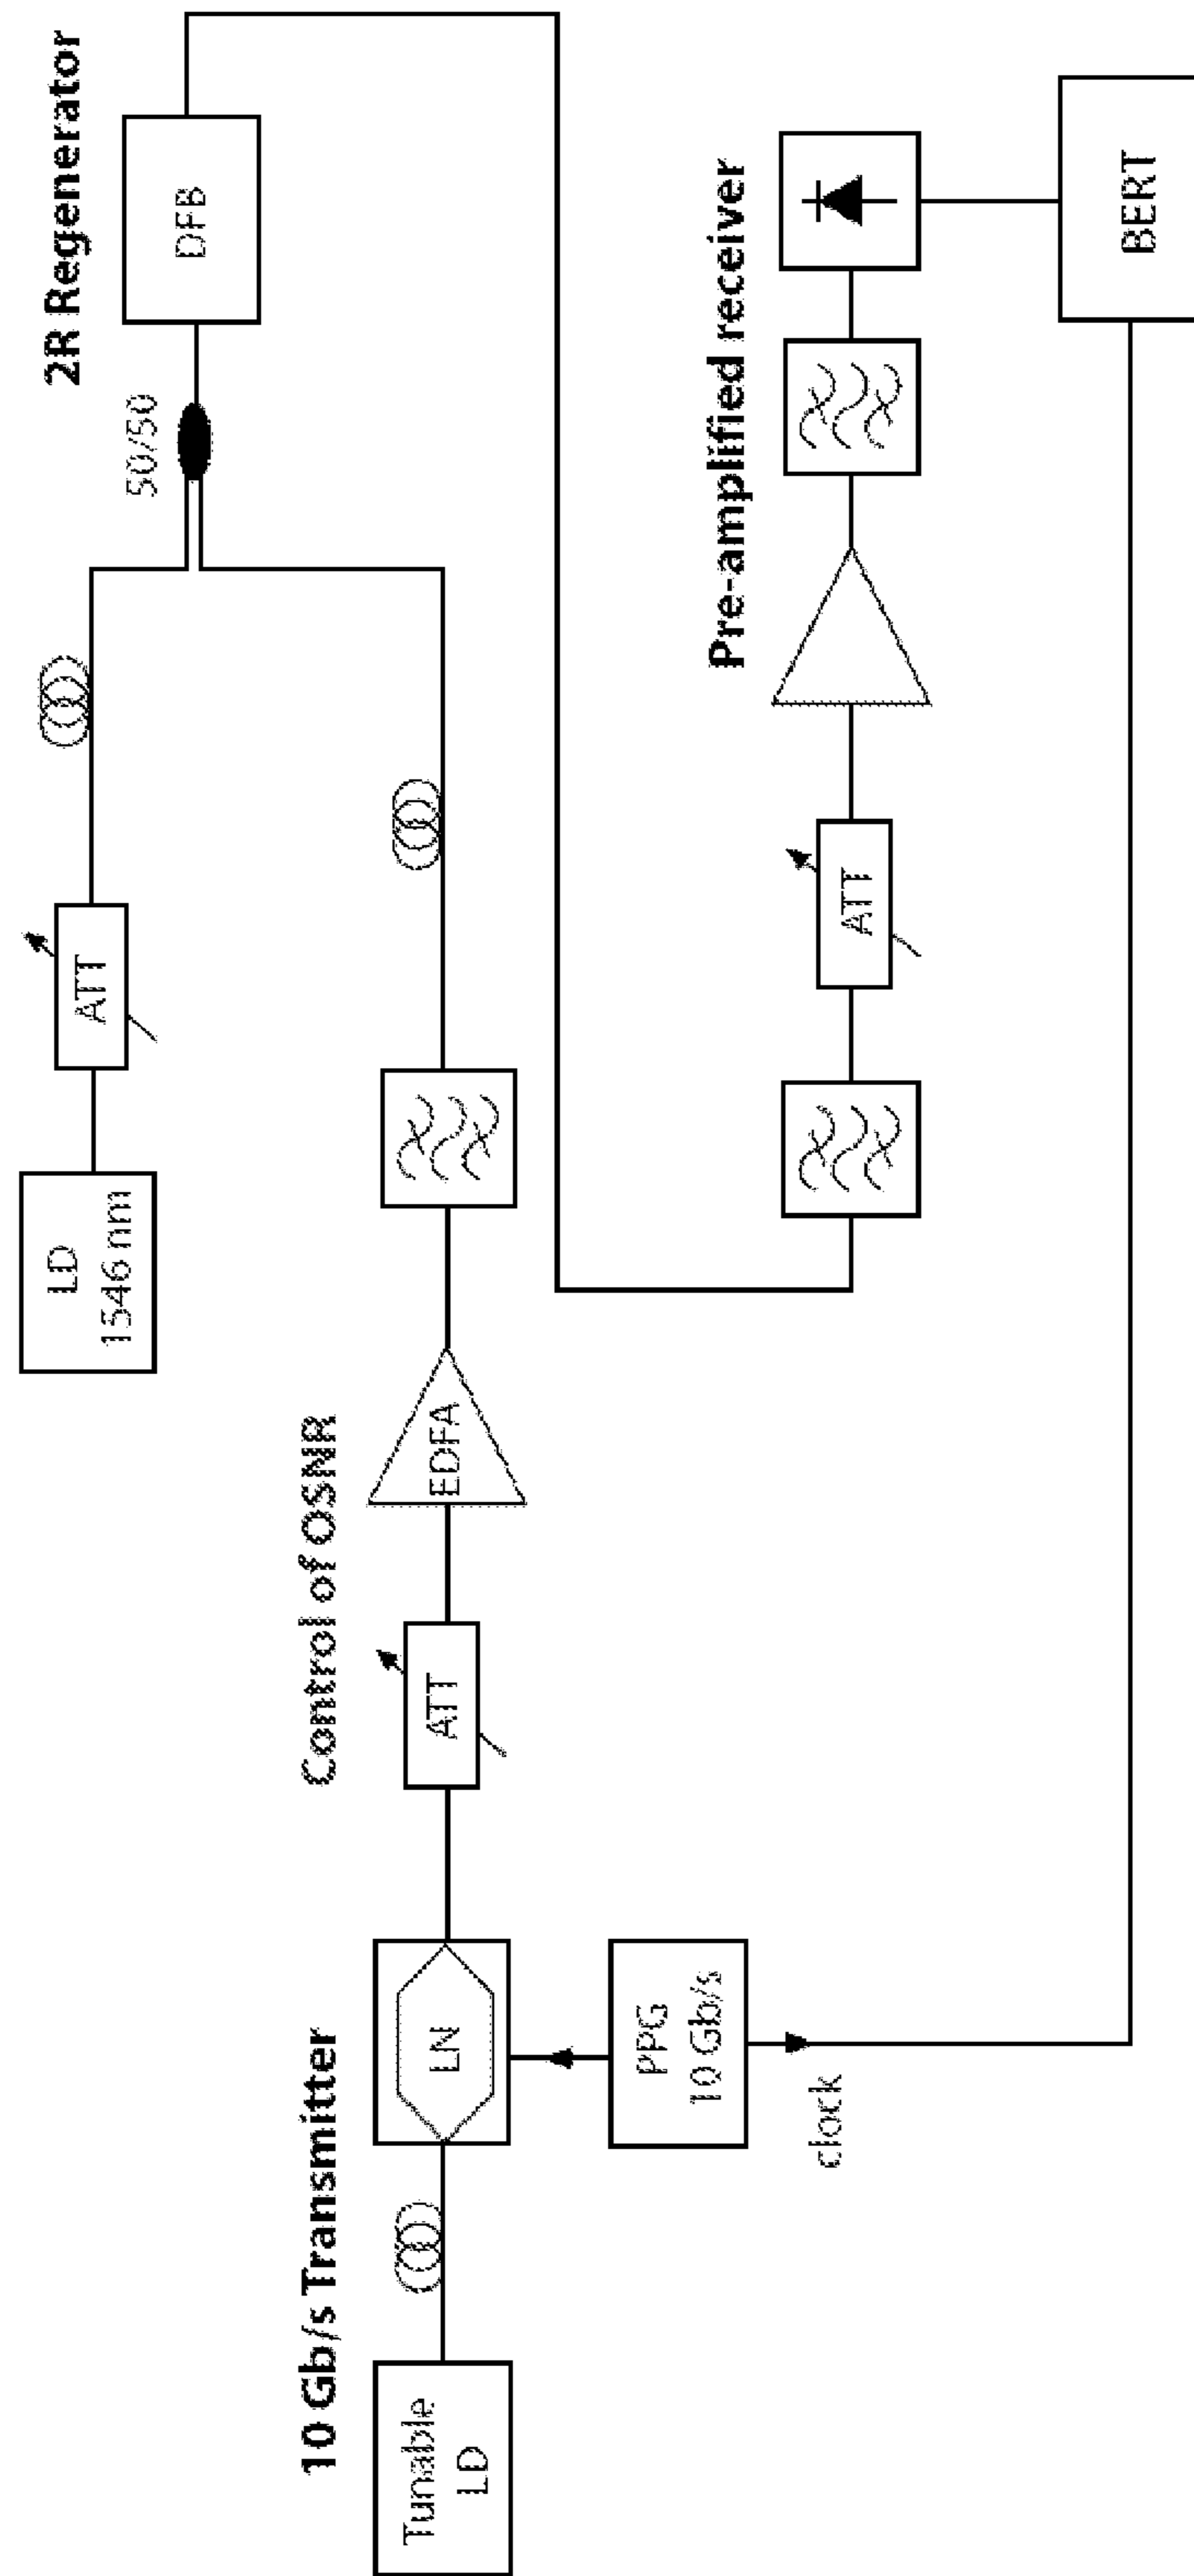 LD
1546 nm
ATT
50/50
2R Regenerator
DFB
10 Gb/s Transmitter
Control of OSNR
Tunable
LD
LN
ATT
EDFA
PPG
10 Gb/s
clock
Pre-amplified receiver
ATT
BERT